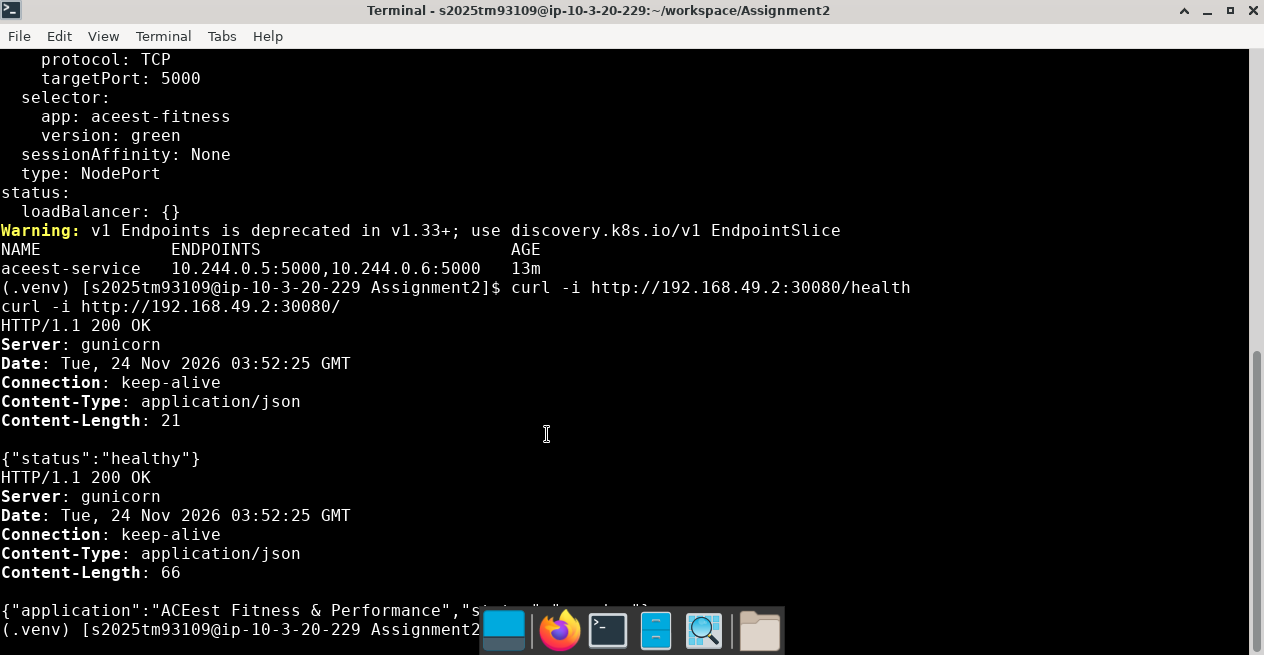 Terminal - s2025tm93109@ip-10-3-20-229:~/workspace/Assignment2
File Edit View Terminal Tabs Help
    protocol: TCP
    targetPort: 5000
  selector:
    app: aceest-fitness
    version: green
  sessionAffinity: None
  type: NodePort
status:
  loadBalancer: {}
Warning: v1 Endpoints is deprecated in v1.33+; use discovery.k8s.io/v1 EndpointSlice
NAME             ENDPOINTS                         AGE
aceest-service   10.244.0.5:5000,10.244.0.6:5000   13m
(.venv) [s2025tm93109@ip-10-3-20-229 Assignment2]$ curl -i http://192.168.49.2:30080/health
curl -i http://192.168.49.2:30080/
HTTP/1.1 200 OK
Server: gunicorn
Date: Tue, 24 Nov 2026 03:52:25 GMT
Connection: keep-alive
Content-Type: application/json
Content-Length: 21
{"status":"healthy"}
HTTP/1.1 200 OK
Server: gunicorn
Date: Tue, 24 Nov 2026 03:52:25 GMT
Connection: keep-alive
Content-Type: application/json
Content-Length: 66
{"application":"ACEest Fitness & Performance",
(.venv) [s2025tm93109@ip-10-3-20-229 Assignment2